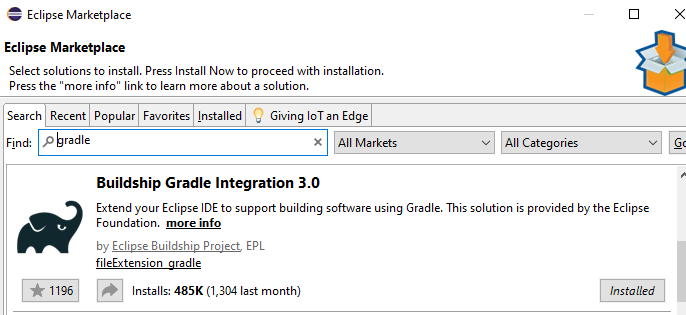 Eclipse Marketplace
Eclipse Marketplace
Select solutions to install. Press Install Now to proceed with installation.
Press the "more info" link to learn more about a solution.
Search Recent Popular Favorites Installed Giving IoT an Edge
Find: gradle All Markets All Categories Go
Buildship Gradle Integration 3.0
Extend your Eclipse IDE to support building software using Gradle. This solution is provided by the Eclipse
Foundation. more info
by Eclipse Buildship Project, EPL
fileExtension_gradle
1196 Installs: 485K (1,304 last month) Installed